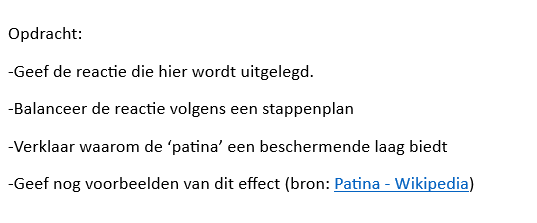 Opdracht:
-Geef de reactie die hier wordt uitgelegd.
-Balanceer de reactie volgens een stappenplan
-Verklaar waarom de ‘patina’ een beschermende laag biedt
-Geef nog voorbeelden van dit effect (bron: Patina - Wikipedia)